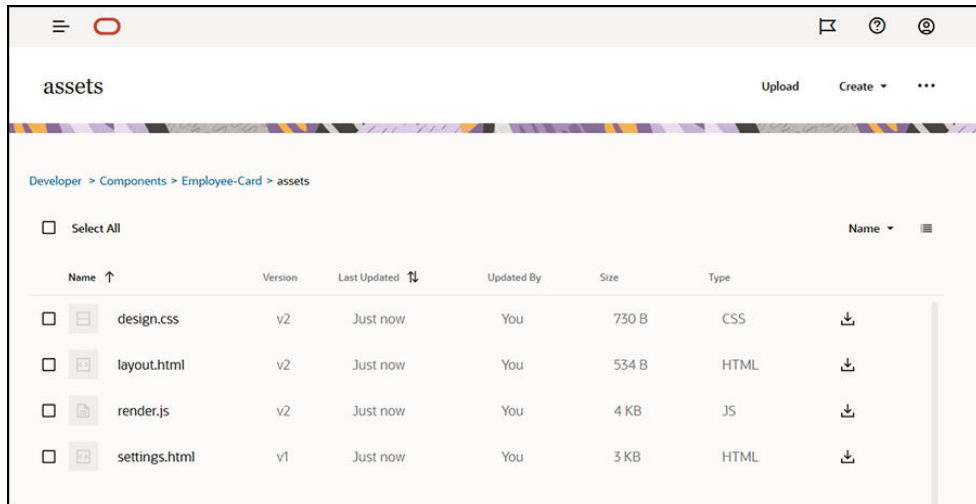 assets
Upload Create
Developer > Components > Employee-Card > assets
Select All
Name
Name Version Last Updated Updated By Size Type
design.css v2 Just now You 730 B CSS
layout.html v2 Just now You 534 B HTML
render.js v2 Just now You 4 KB JS
settings.html v1 Just now You 3 KB HTML